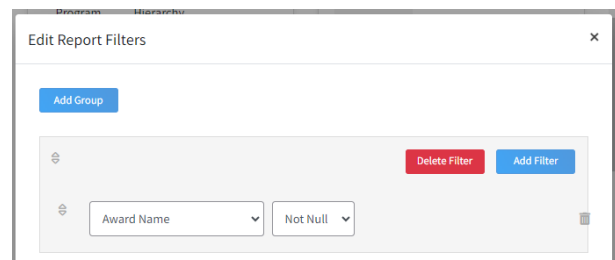 Program Hierarchy
Edit Report Filters ×
Add Group
Delete Filter Add Filter
Award Name Not Null